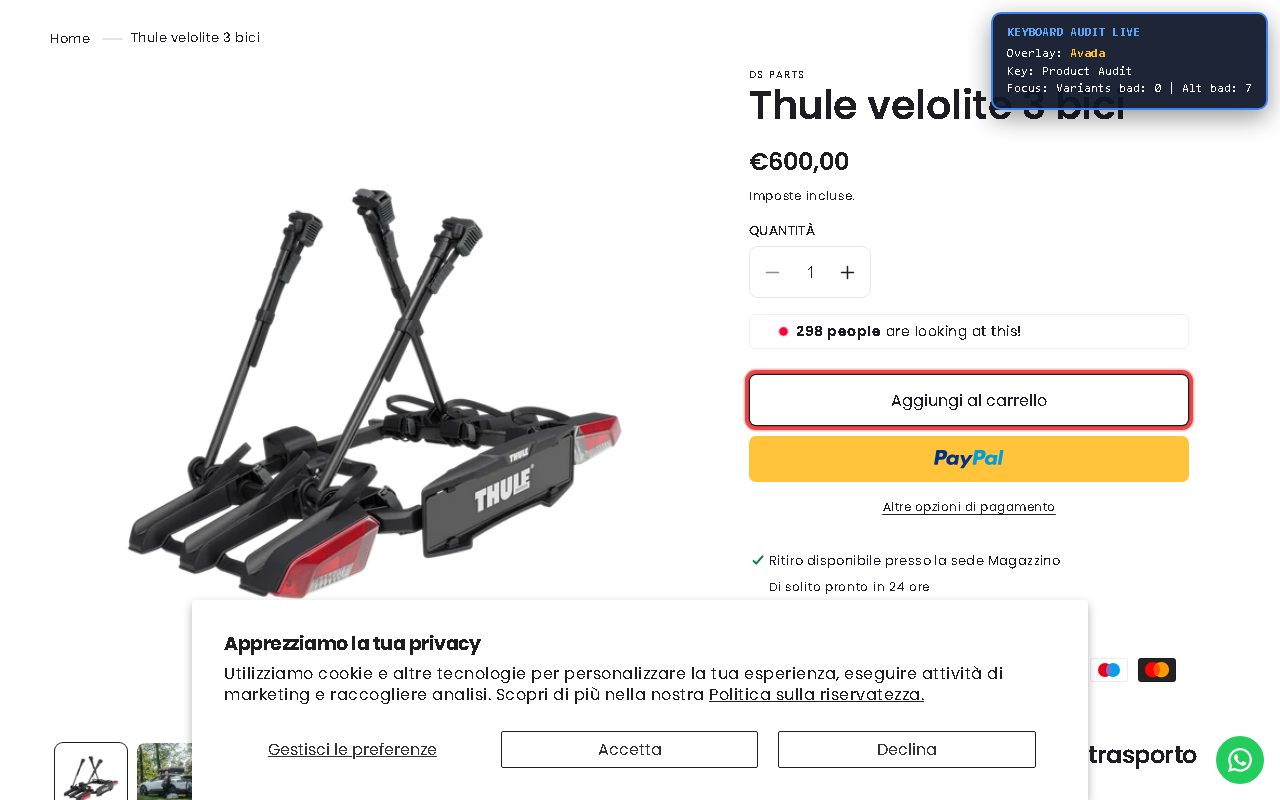 Home
Thule velolite 3 bici
KEYBOARD AUDIT LIVE
Overlay: Avada
Key: Product Audit
Focus: Variants bad: 0 | Alt bad: 7
DS PARTS
Thule velolite 3 bici
€600,00
Imposte incluse.
QUANTITÀ
1
298 people are looking at this!
Aggiungi al carrello
PayPal
Altre opzioni di pagamento
Ritiro disponibile presso la sede Magazzino
Di solito pronto in 24 ore
THULE
THULE
Apprezziamo la tua privacy
Utilizziamo cookie e altre tecnologie per personalizzare la tua esperienza, eseguire attività di
marketing e raccogliere analisi. Scopri di più nella nostra Politica sulla riservatezza.
Gestisci le preferenze
Accetta
Declina
trasporto